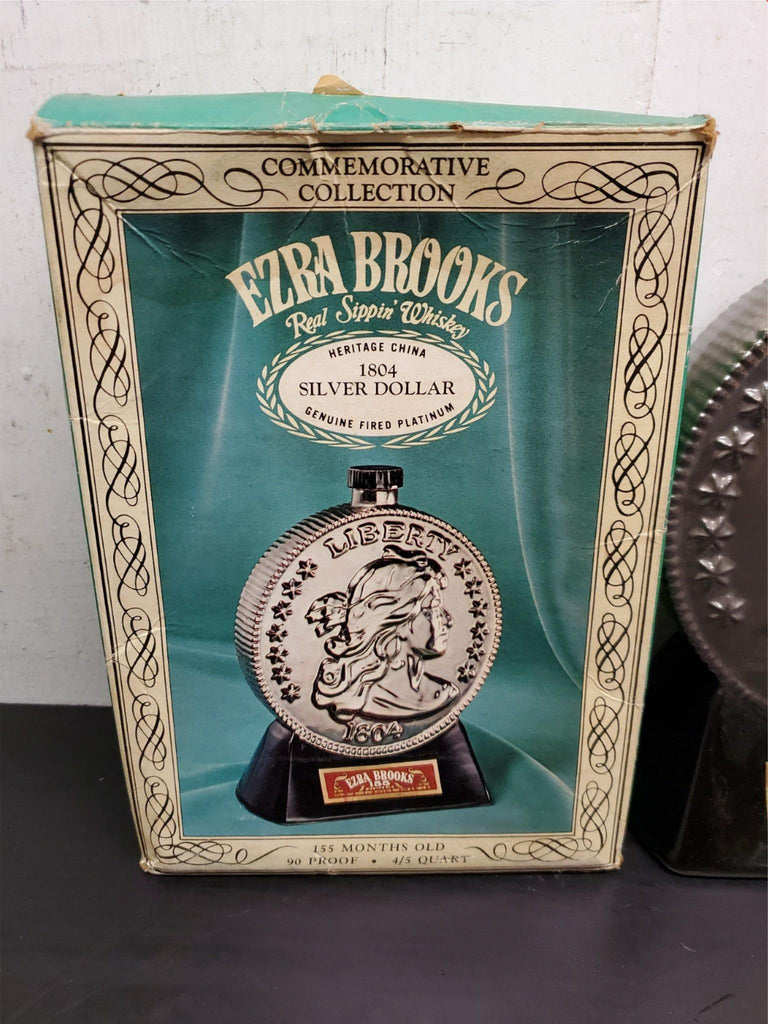 COMMEMORATIVE
COLLECTION
EZRA BROOKS
Real Sippin' Whiskey
HERITAGE CHINA
1804
SILVER DOLLAR
GENUINE FIRED PLATINUM
LIBERTY
1804
EZRA BROOKS
155
155 MONTHS OLD
90 PROOF • 4/5 QUART